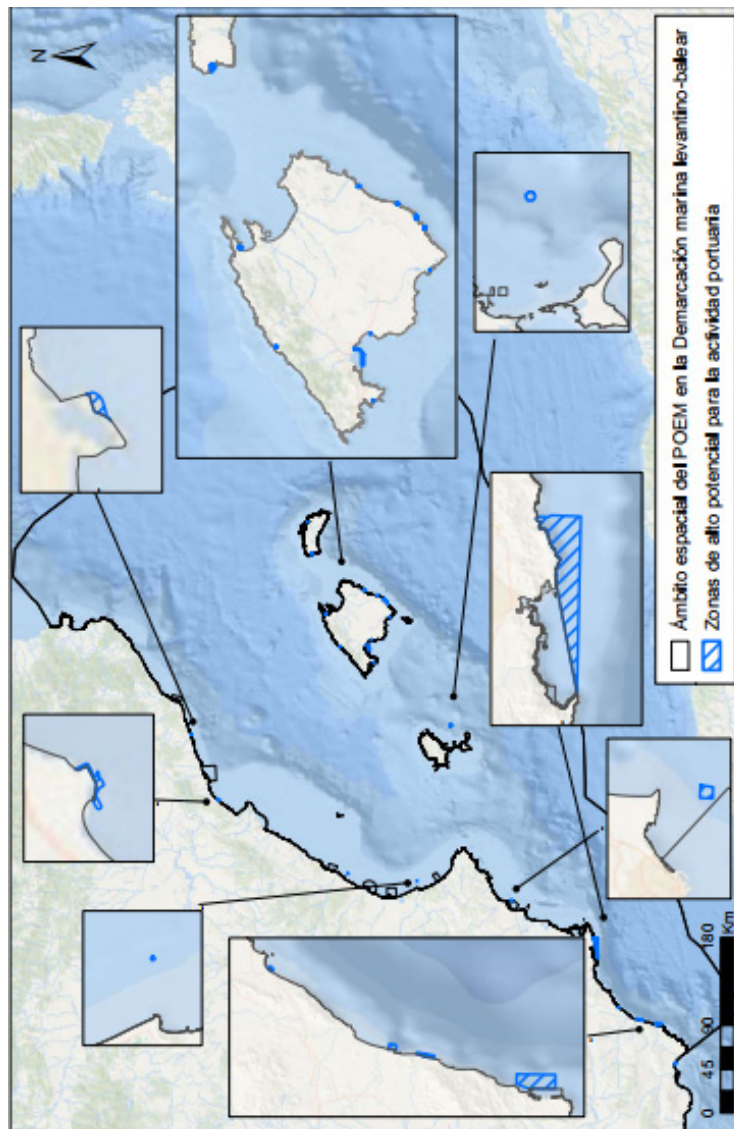 N
Ámbito espacial del POEM en la Demarcación marina levantino-balear
Zonas de alto potencial para la actividad portuaria
0 45 90 180
Km